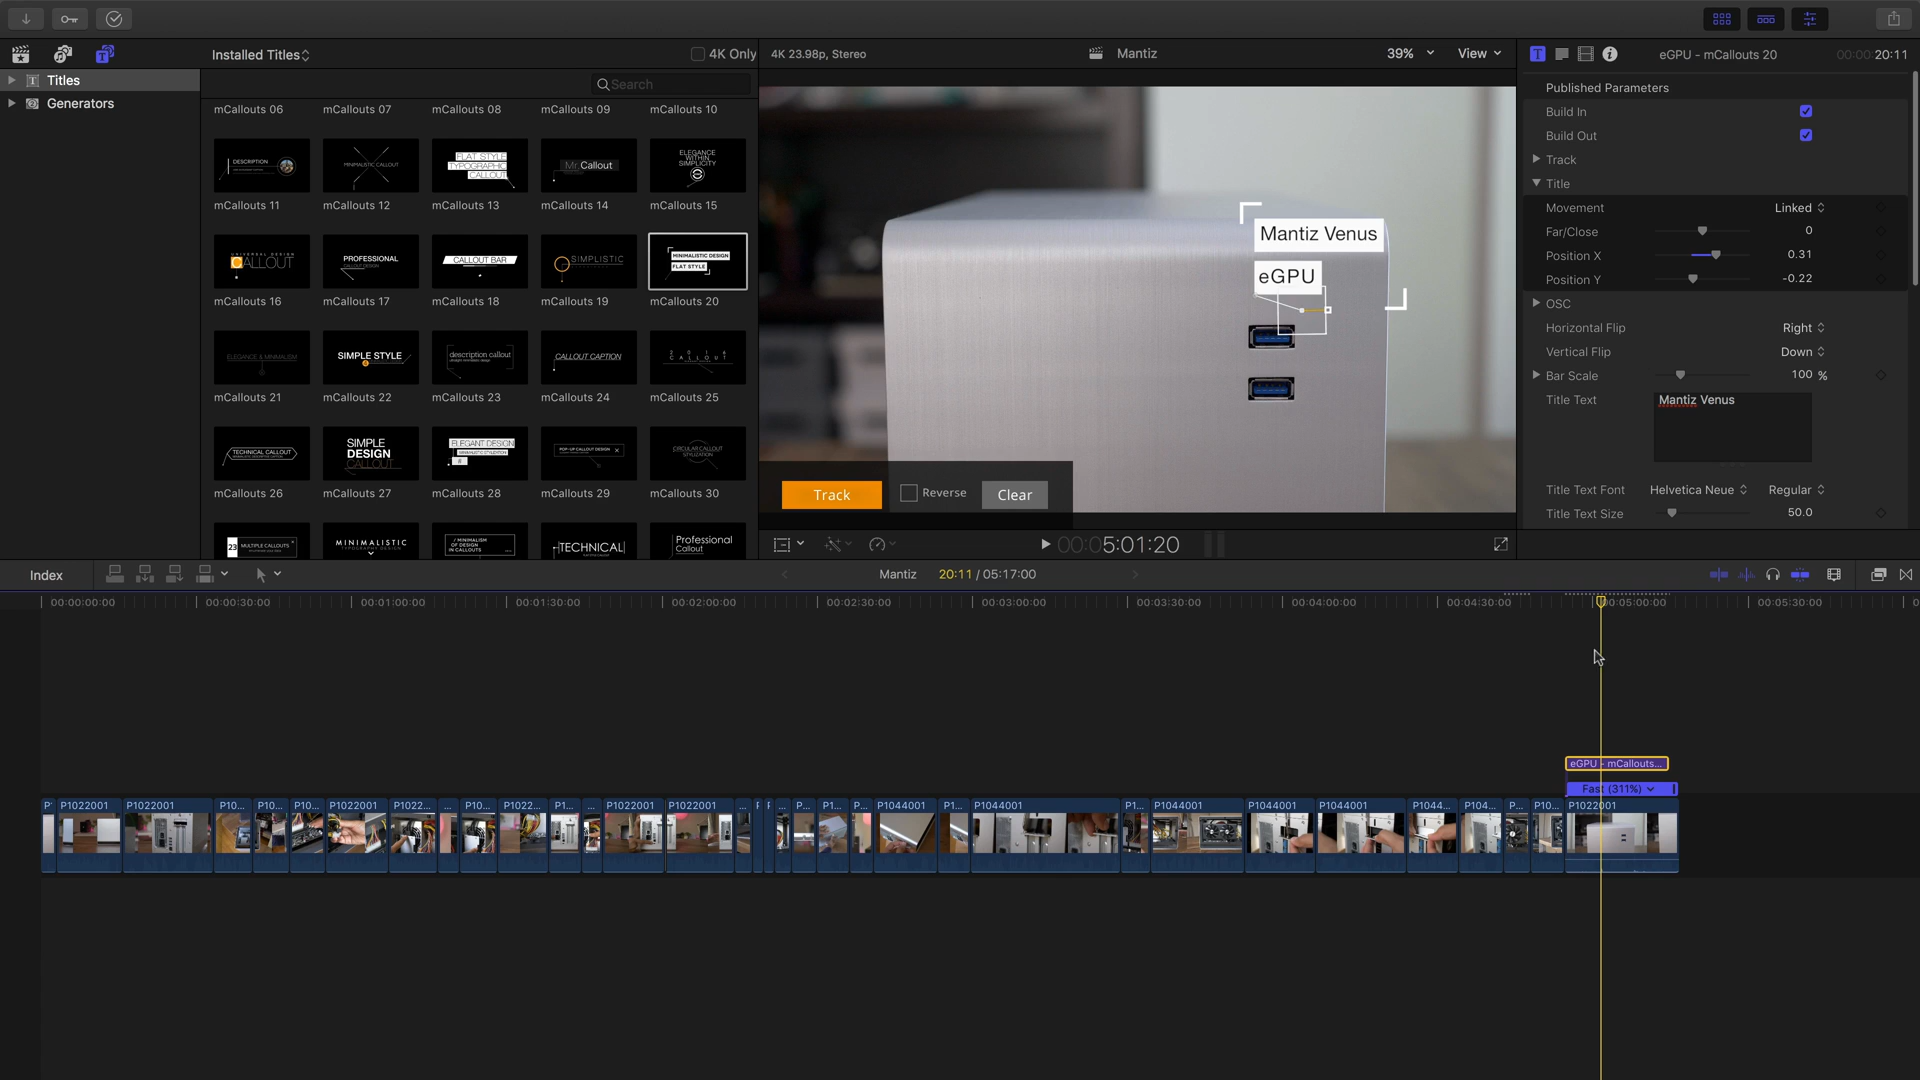 Installed Titles
4K Only
4K 23.98p, Stereo
Mantiz
39%
View
eGPU - mCallouts 20
00:00:20:11
Titles
Generators
Search
mCallouts 06
mCallouts 07
mCallouts 08
mCallouts 09
mCallouts 10
DESCRIPTION
MINIMALISTIC CALLOUT
FLAT STYLE
TYPOGRAPHIC
CALLOUT
Mr.Callout
ELEGANCE
WITHIN
SIMPLICITY
mCallouts 11
mCallouts 12
mCallouts 13
mCallouts 14
mCallouts 15
UNIVERSAL DESIGN
CALLOUT
PROFESSIONAL
CALLOUT DESIGN
CALLOUT BAR
SIMPLISTIC
MINIMALISTIC DESIGN
FLAT STYLE
mCallouts 16
mCallouts 17
mCallouts 18
mCallouts 19
mCallouts 20
ELEGANCE & MINIMALISM
SIMPLE STYLE
description callout
CALLOUT CAPTION
2016
CALLOUT
mCallouts 21
mCallouts 22
mCallouts 23
mCallouts 24
mCallouts 25
TECHNICAL CALLOUT
SIMPLE
DESIGN
CALLOUT
ELEGANT DESIGN
POP-UP CALLOUT DESIGN
CIRCULAR CALLOUT
STYLIZATION
mCallouts 26
mCallouts 27
mCallouts 28
mCallouts 29
mCallouts 30
23 MULTIPLE CALLOUTS
MINIMALISTIC
TYPOGRAPHY DESIGN
/ MINIMALISM
OF DESIGN
IN CALLOUTS
TECHNICAL
Professional
Callout
Mantiz Venus
eGPU
Track
Reverse
Clear
00:05:01:20
Published Parameters
Build In
Build Out
Track
Title
Movement
Linked
Far/Close
0
Position X
0.31
Position Y
-0.22
OSC
Horizontal Flip
Right
Vertical Flip
Down
Bar Scale
100 %
Title Text
Mantiz Venus
Title Text Font
Helvetica Neue
Regular
Title Text Size
50.0
Index
Mantiz
20:11 / 05:17:00
00:00:00:00
00:00:30:00
00:01:00:00
00:01:30:00
00:02:00:00
00:02:30:00
00:03:00:00
00:03:30:00
00:04:00:00
00:04:30:00
00:05:00:00
00:05:30:00
eGPU - mCallouts...
Fast (311%)
P1022001
P1022001
P10...
P10...
P10...
P1022001
P1022...
P10...
P1022...
P1...
P1022001
P1022001
P...
P1...
P...
P1044001
P1...
P1044001
P1...
P1044001
P1044001
P1044001
P1044...
P104...
P...
P10...
P1022001